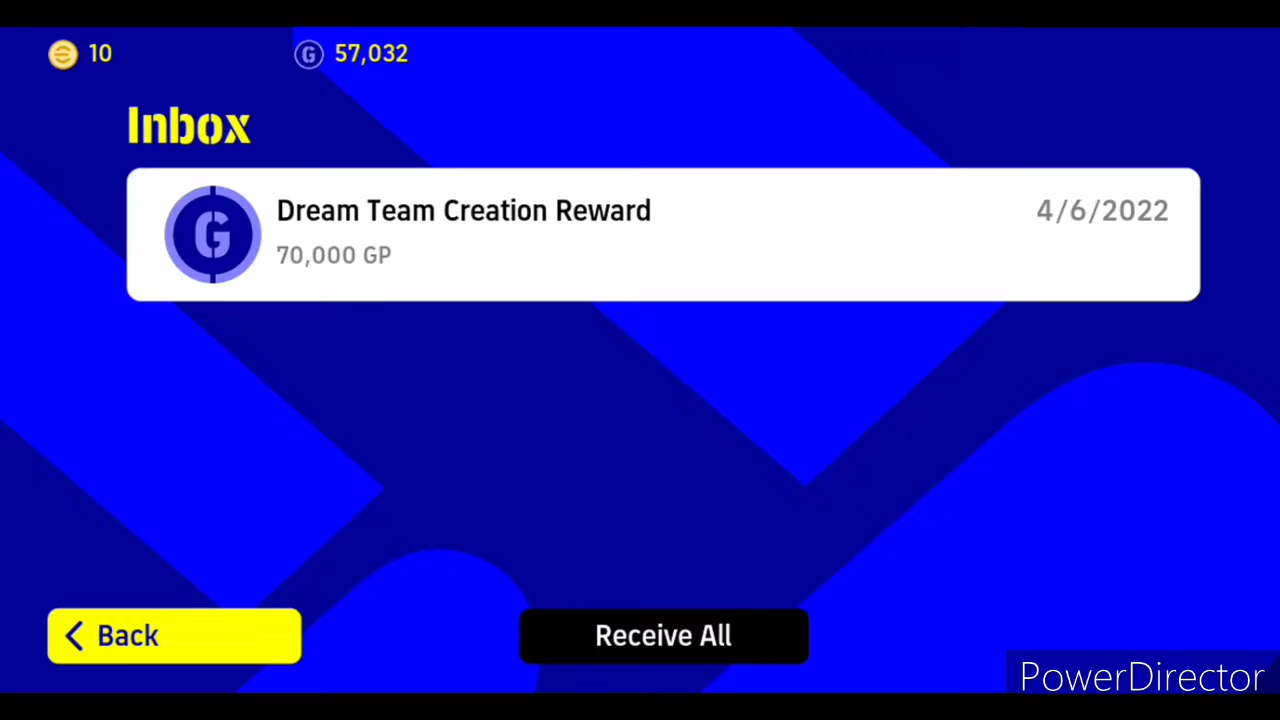 10
G 57,032
Inbox
G
Dream Team Creation Reward
4/6/2022
70,000 GP
Back
Receive All
PowerDirector